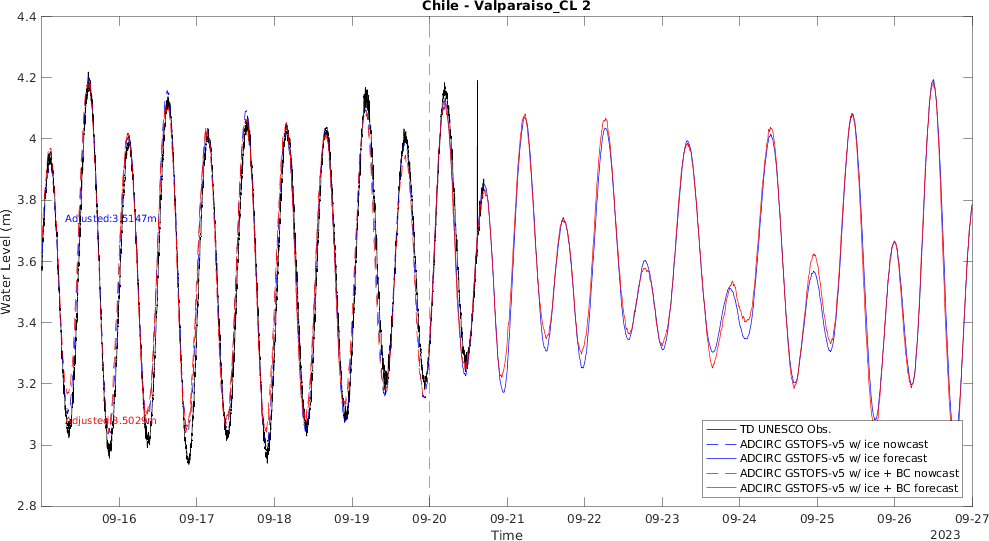 Chile - Valparaiso_CL 2
4.4
4.2
4
3.8
3.6
3.4
3.2
3
2.8
Water Level (m)
Adjusted:3.5147m
Adjusted:3.5029m
TD UNESCO Obs.
ADCIRC GSTOFS-v5 w/ ice nowcast
ADCIRC GSTOFS-v5 w/ ice forecast
ADCIRC GSTOFS-v5 w/ ice + BC nowcast
ADCIRC GSTOFS-v5 w/ ice + BC forecast
09-16 09-17 09-18 09-19 09-20 09-21 09-22 09-23 09-24 09-25 09-26 09-27
Time
2023